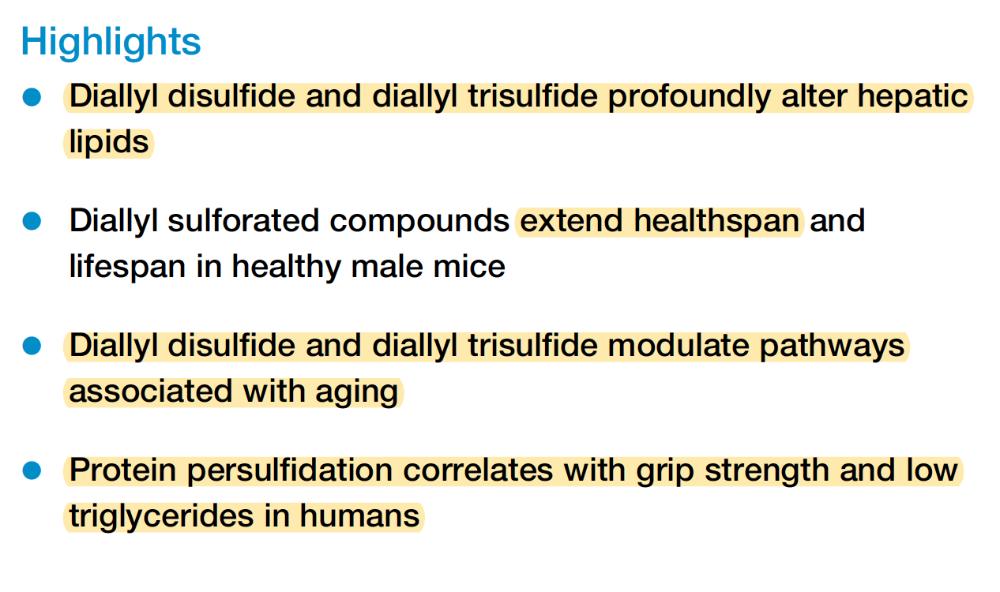 Highlights
Diallyl disulfide and diallyl trisulfide profoundly alter hepatic
lipids
Diallyl sulforated compounds extend healthspan and
lifespan in healthy male mice
Diallyl disulfide and diallyl trisulfide modulate pathways
associated with aging
Protein persulfidation correlates with grip strength and low
triglycerides in humans